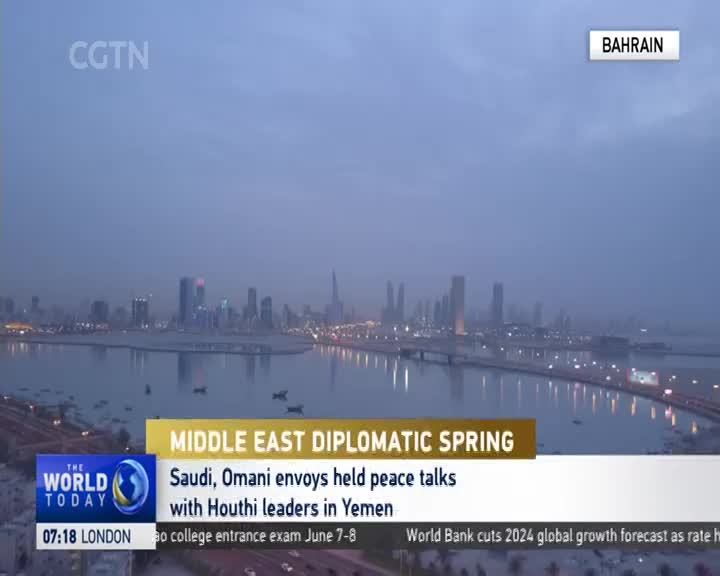 CGTN
BAHRAIN
MIDDLE EAST DIPLOMATIC SPRING
THE
WORLD
TODAY
Saudi, Omani envoys held peace talks
with Houthi leaders in Yemen
07:18 LONDON
college entrance exam June 7-8 World Bank cuts 2024 global growth forecast as rate